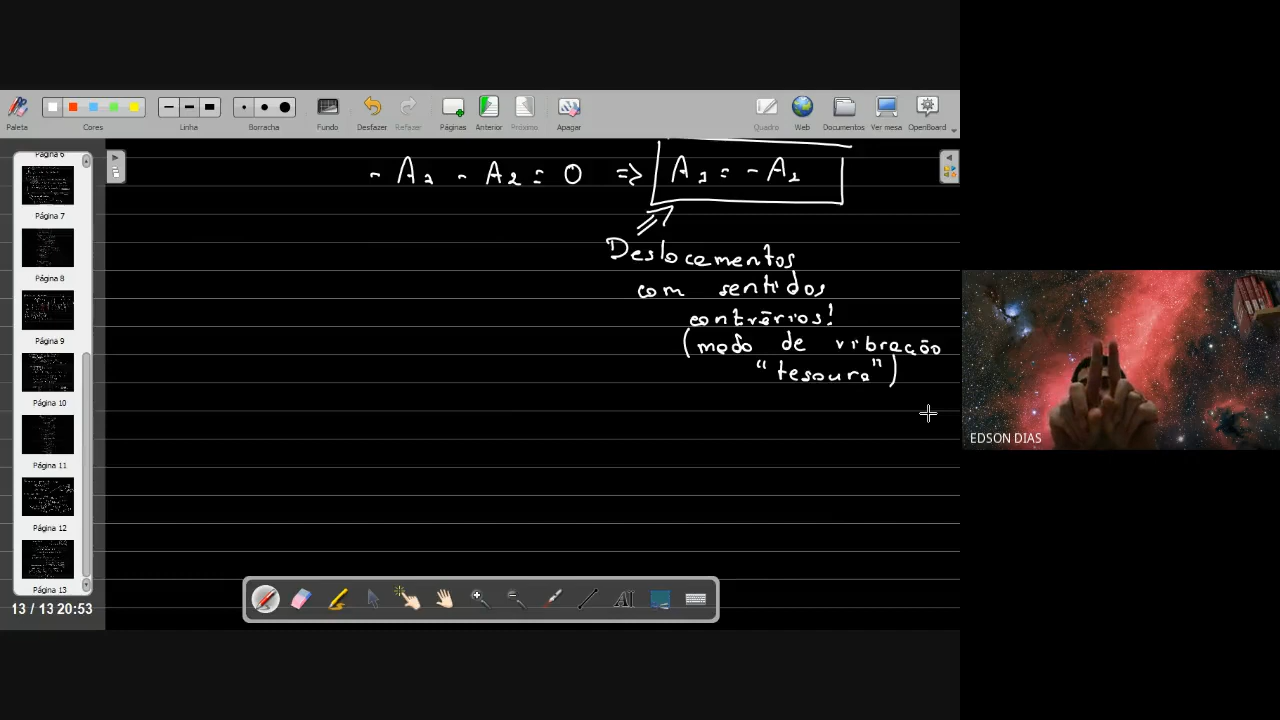 Paleta Cores Linha Borracha Fundo Desfazer Refazer Páginas Anterior Próximo Apagar Quadro Web Documentos Ver mesa OpenBoard
Página 6
- A₁ - A₂ = 0 => A₁ = - A₂
Página 7
Deslocamentos
Página 8
com sentidos
contrários!
Página 9
(modo de vibração
"tesoura")
Página 10
EDSON DIAS
Página 11
Página 12
Página 13
13 / 13 20:53